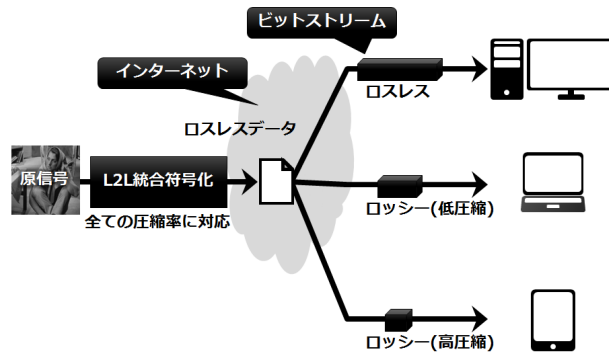 ビットストリーム
インターネット
ロスレス
ロスレスデータ
原信号
L2L統合符号化
全ての圧縮率に対応
ロッシー(低圧縮)
ロッシー(高圧縮)